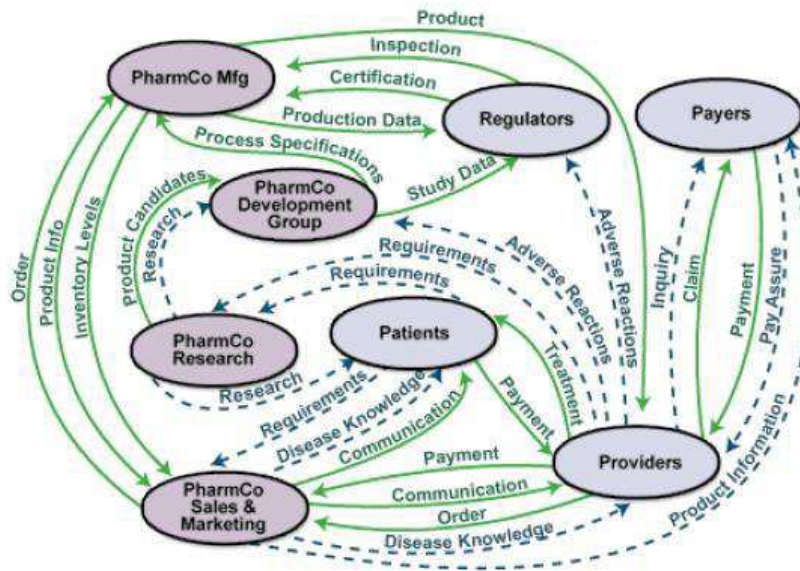 Product
Inspection
PharmCo Mfg
Certification
Production Data
Regulators
Payers
Process Specifications
Study Data
PharmCo
Development
Group
Product Candidates
Research
Order
Product Info
Inventory Levels
Requirements
Requirements
Adverse Reactions
Adverse Reactions
Inquiry
Claim
Payment
Pay Assure
PharmCo
Research
Patients
Research
Requirements
Disease Knowledge
Communication
Payment
Treatment
Payment
Providers
Product Information
PharmCo
Sales &
Marketing
Communication
Order
Disease Knowledge